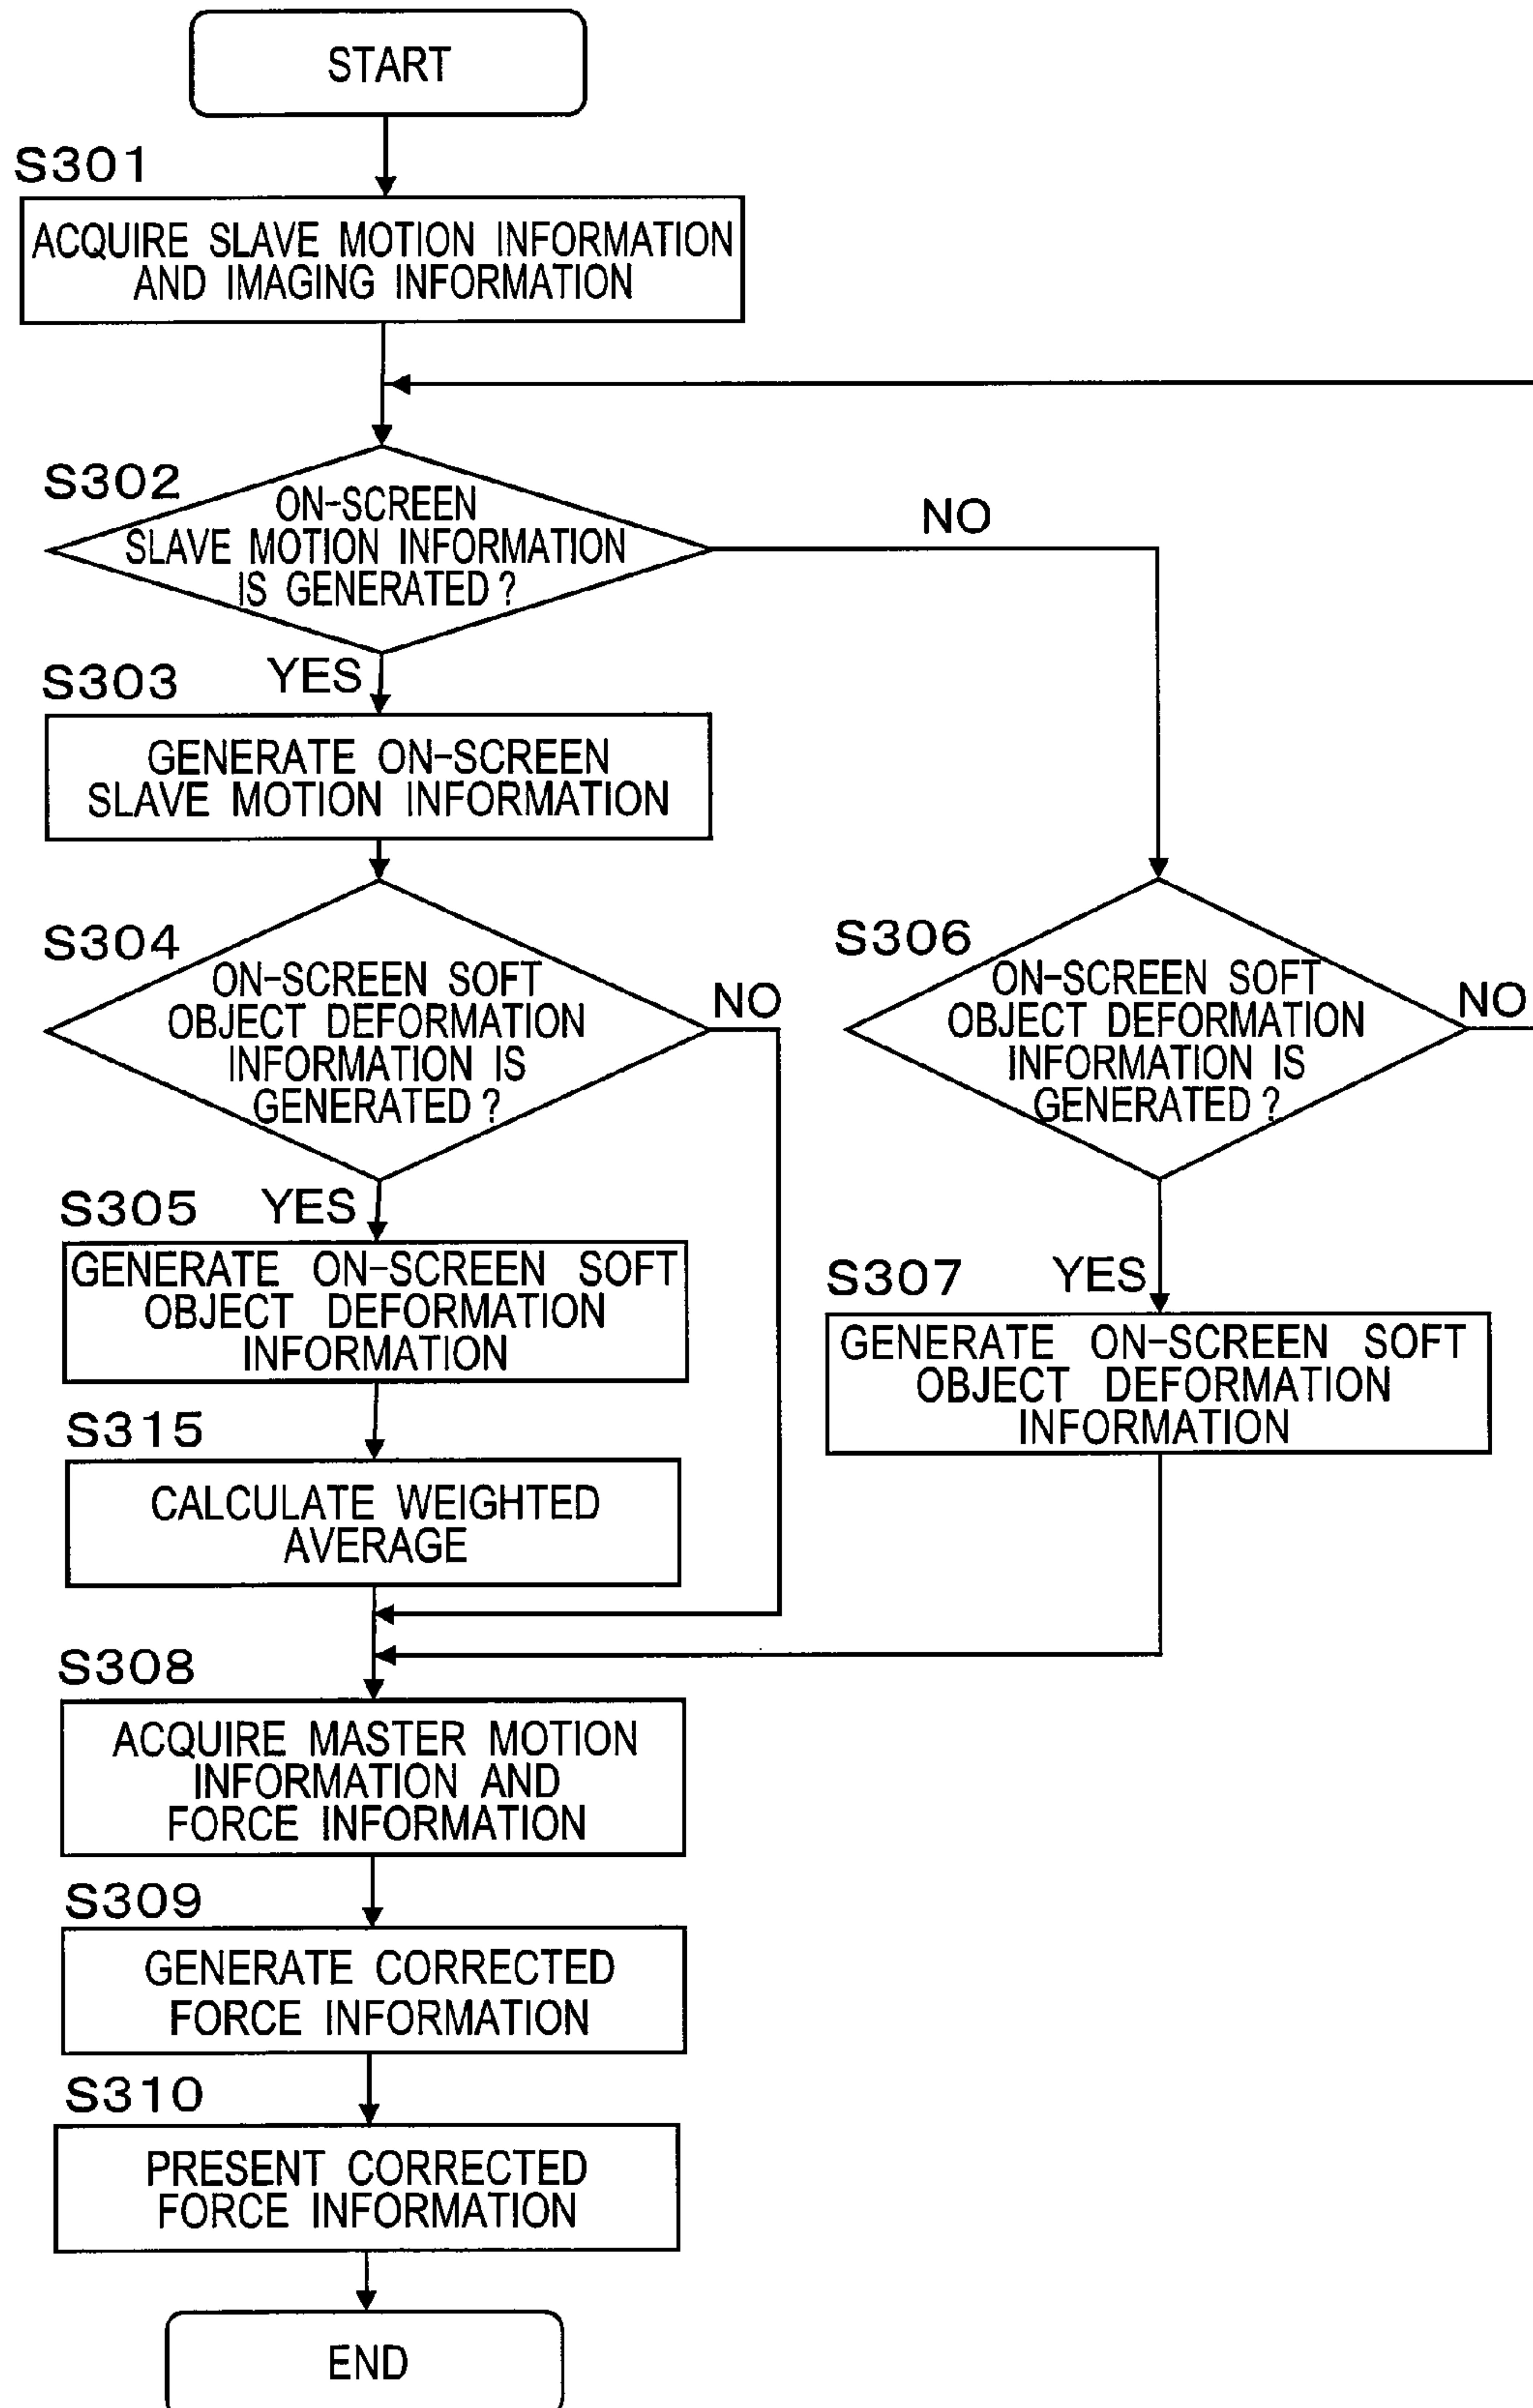 START
S301
ACQUIRE SLAVE MOTION INFORMATION
AND IMAGING INFORMATION
S302
ON-SCREEN
SLAVE MOTION INFORMATION
IS GENERATED?
NO
YES
S303
GENERATE ON-SCREEN
SLAVE MOTION INFORMATION
S304
ON-SCREEN SOFT
OBJECT DEFORMATION
INFORMATION IS
GENERATED?
NO
S306
ON-SCREEN SOFT
OBJECT DEFORMATION
INFORMATION IS
GENERATED?
NO
S305
YES
GENERATE ON-SCREEN SOFT
OBJECT DEFORMATION
INFORMATION
S307
YES
GENERATE ON-SCREEN SOFT
OBJECT DEFORMATION
INFORMATION
S315
CALCULATE WEIGHTED
AVERAGE
S308
ACQUIRE MASTER MOTION
INFORMATION AND
FORCE INFORMATION
S309
GENERATE CORRECTED
FORCE INFORMATION
S310
PRESENT CORRECTED
FORCE INFORMATION
END